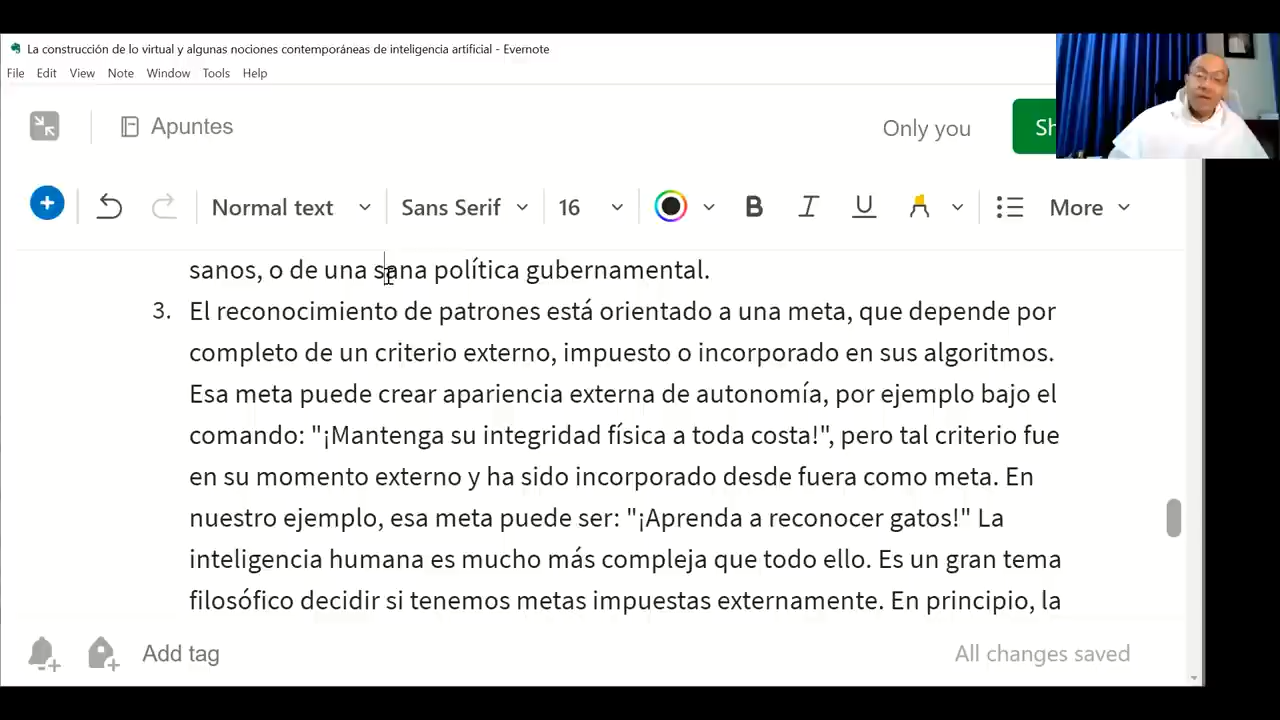 La construcción de lo virtual y algunas nociones contemporáneas de inteligencia artificial - Evernote
File Edit View Note Window Tools Help
Apuntes
Only you
Sh
Normal text
Sans Serif
16
B
I
U
More
sanos, o de una sana política gubernamental.
3. El reconocimiento de patrones está orientado a una meta, que depende por
completo de un criterio externo, impuesto o incorporado en sus algoritmos.
Esa meta puede crear apariencia externa de autonomía, por ejemplo bajo el
comando: "¡Mantenga su integridad física a toda costa!", pero tal criterio fue
en su momento externo y ha sido incorporado desde fuera como meta. En
nuestro ejemplo, esa meta puede ser: "¡Aprenda a reconocer gatos!" La
inteligencia humana es mucho más compleja que todo ello. Es un gran tema
filosófico decidir si tenemos metas impuestas externamente. En principio, la
Add tag
All changes saved